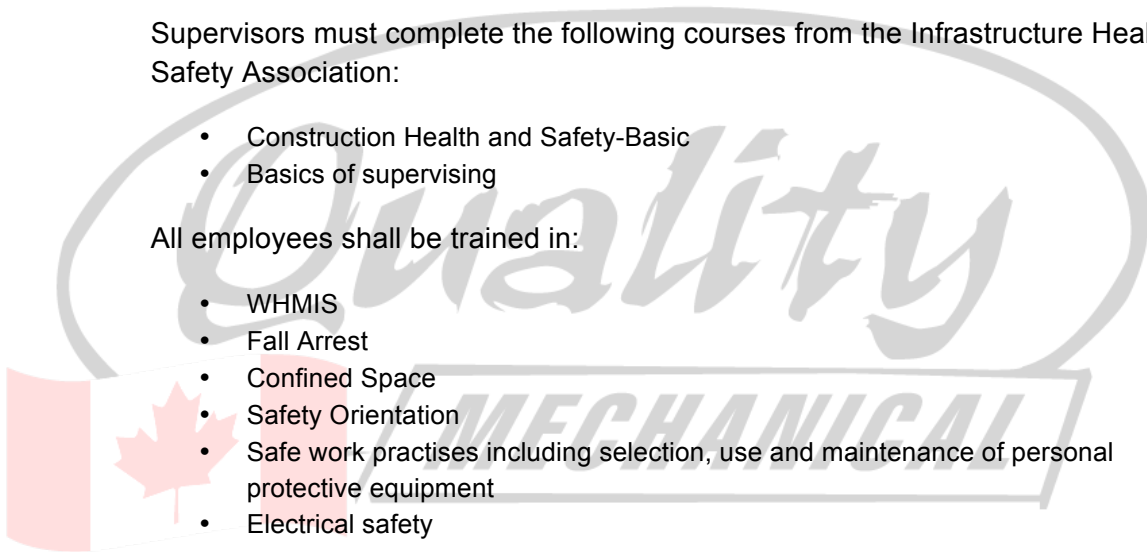 Supervisors must complete the following courses from the Infrastructure Hea
Safety Association:
• Construction Health and Safety-Basic
• Basics of supervising
All employees shall be trained in:
• WHMIS
• Fall Arrest
• Confined Space
• Safety Orientation
• Safe work practises including selection, use and maintenance of personal
protective equipment
• Electrical safety
Quality
MECHANICAL